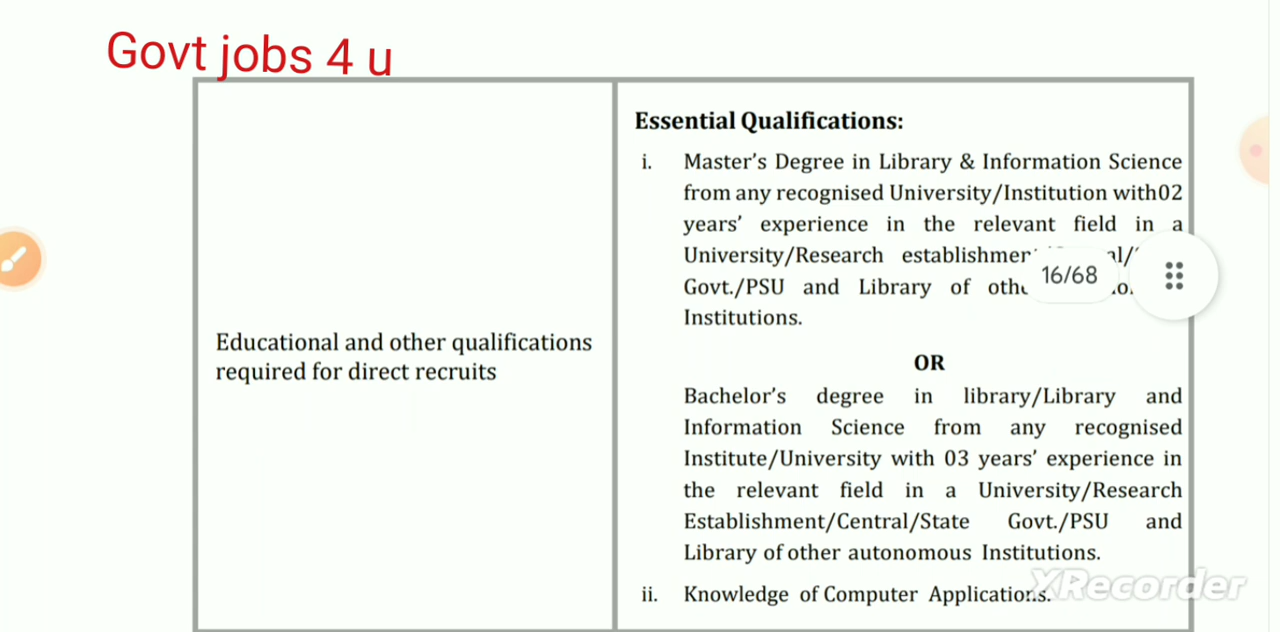 Govt jobs 4 u
Essential Qualifications:
i. Master's Degree in Library & Information Science
from any recognised University/Institution with02
years' experience in the relevant field in a
University/Research
Govt./PSU and Library of
16/68
Institutions.
OR
Educational and other qualifications
required for direct recruits
Bachelor's degree in library/Library and
Information Science from any recognised
Institute/University with 03 years' experience in
the relevant field in a University/Research
Establishment/Central/State Govt./PSU and
Library of other autonomous Institutions.
ii. Knowledge of Computer Applications.
XRecorder